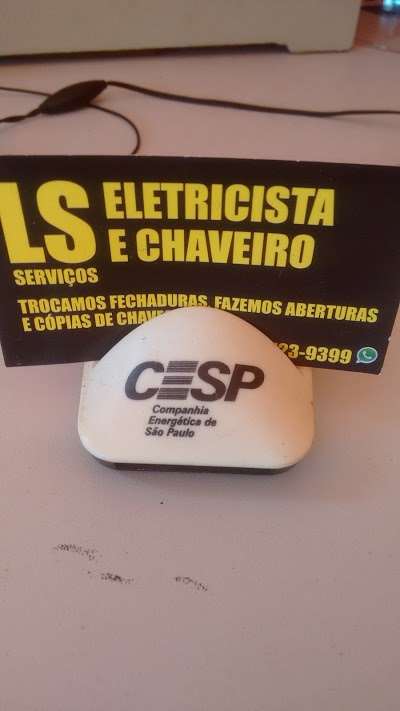 LS ELETRICISTA
E CHAVEIRO
SERVIÇOS
TROCAMOS FECHADURAS, FAZEMOS ABERTURAS
E CÓPIAS DE
23-9399
CESP
Companhia
Energética de
São Paulo